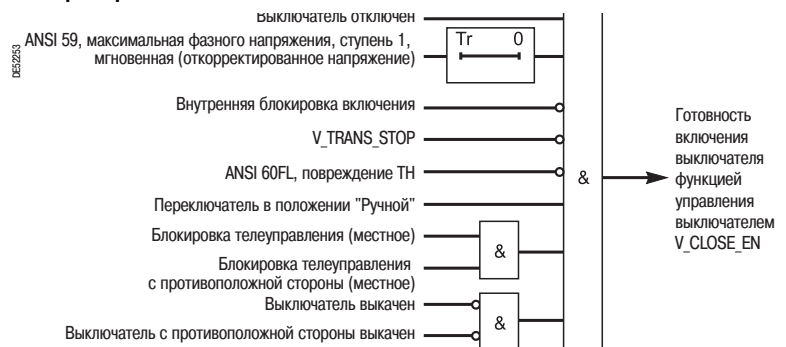 Выключатель отключен
ANSI 59, максимальная фазного напряжения, ступень 1,
мгновенная (откорректированное напряжение)
Tr 0
DE52253
Внутренняя блокировка включения
V_TRANS_STOP
ANSI 60FL, повреждение ТН
Переключатель в положении "Ручной"
Блокировка телеуправления (местное)
Блокировка телеуправления
с противоположной стороны (местное)
Выключатель выкачен
Выключатель с противоположной стороны выкачен
&
&
&
Готовность
включения
выключателя
функцией
управления
выключателем
V_CLOSE_EN